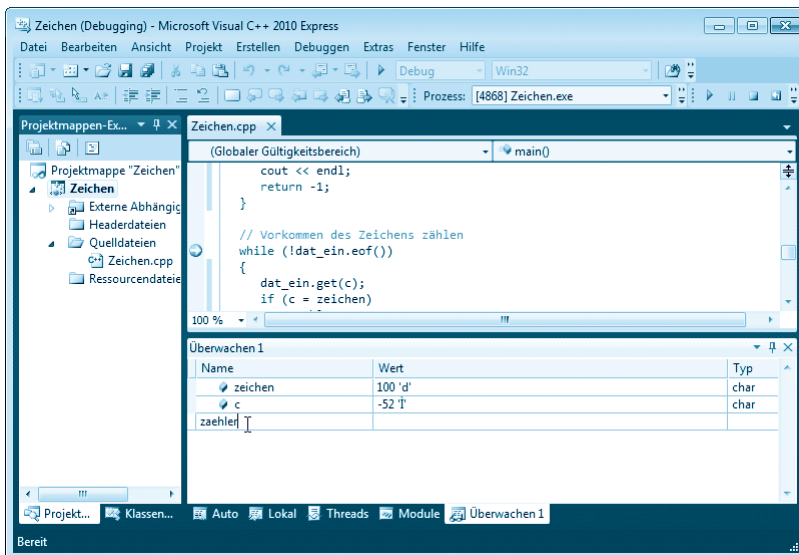 Zeichen (Debugging) - Microsoft Visual C++ 2010 Express
Datei Bearbeiten Ansicht Projekt Erstellen Debuggen Extras Fenster Hilfe
Debug Win32
Prozess: [4868] Zeichen.exe
Projektmappen-Ex...
Projektmappe "Zeichen"
Zeichen
Externe Abhängig
Headerdateien
Quelldateien
Zeichen.cpp
Ressourcendateie
Zeichen.cpp
(Globaler Gültigkeitsbereich) main()
cout << endl;
return -1;
}
// Vorkommen des Zeichens zählen
while (!dat_ein.eof())
{
dat_ein.get(c);
if (c = zeichen)
100 %
Überwachen 1
Name Wert Typ
zeichen 100 'd' char
c -52 'Ì' char
zaehler
Projekt... Klassen...
Auto Lokal Threads Module Überwachen 1
Bereit